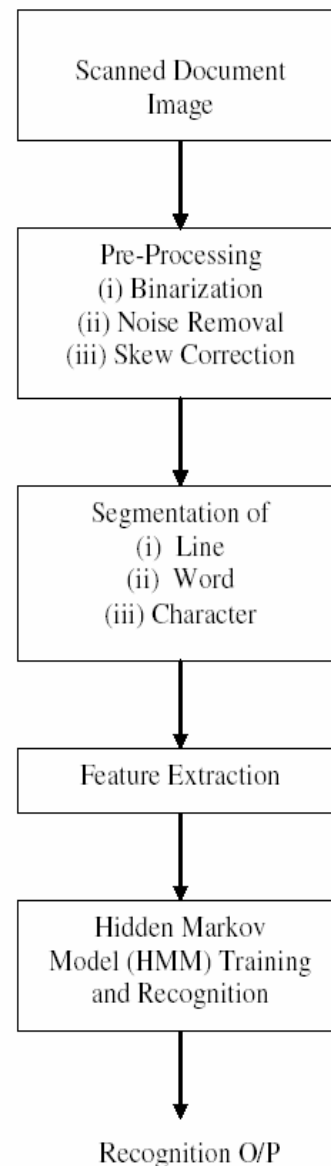 Scanned Document
Image
Pre-Processing
(i) Binarization
(ii) Noise Removal
(iii) Skew Correction
Segmentation of
(i) Line
(ii) Word
(iii) Character
Feature Extraction
Hidden Markov
Model (HMM) Training
and Recognition
Recognition O/P